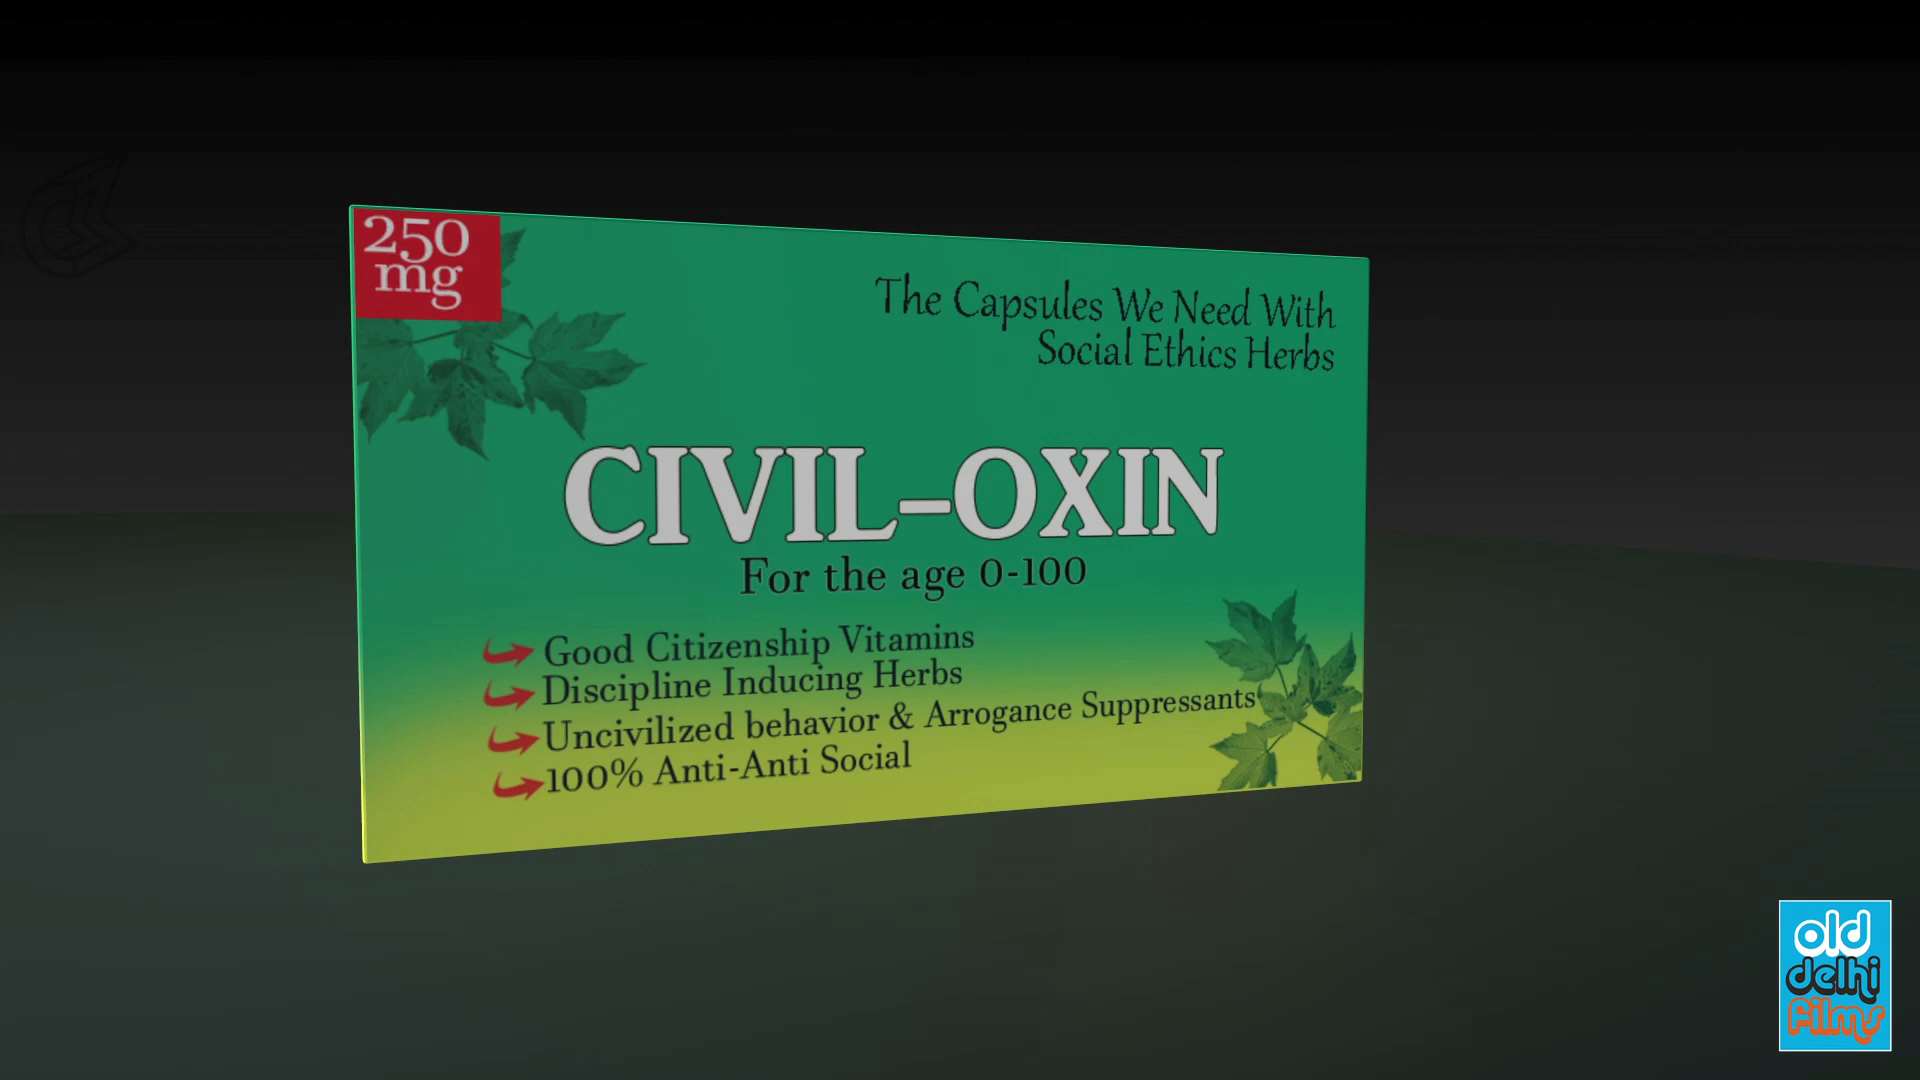 250
mg
The Capsules We Need With
Social Ethics Herbs
CIVIL-OXIN
For the age 0-100
Good Citizenship Vitamins
Discipline Inducing Herbs
Uncivilized behavior & Arrogance Suppressants
100% Anti-Anti Social
old
delhi
films